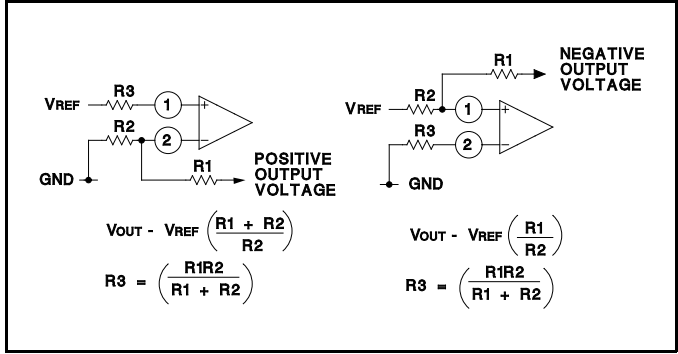 R3
VREF
1
+
R2
2
−
R1
GND
POSITIVE
OUTPUT
VOLTAGE
VOUT - VREF (R1 + R2 / R2)
R3 = (R1R2 / R1 + R2)
R1
NEGATIVE
OUTPUT
VOLTAGE
R2
VREF
1
+
R3
2
−
GND
VOUT - VREF (R1 / R2)
R3 = (R1R2 / R1 + R2)